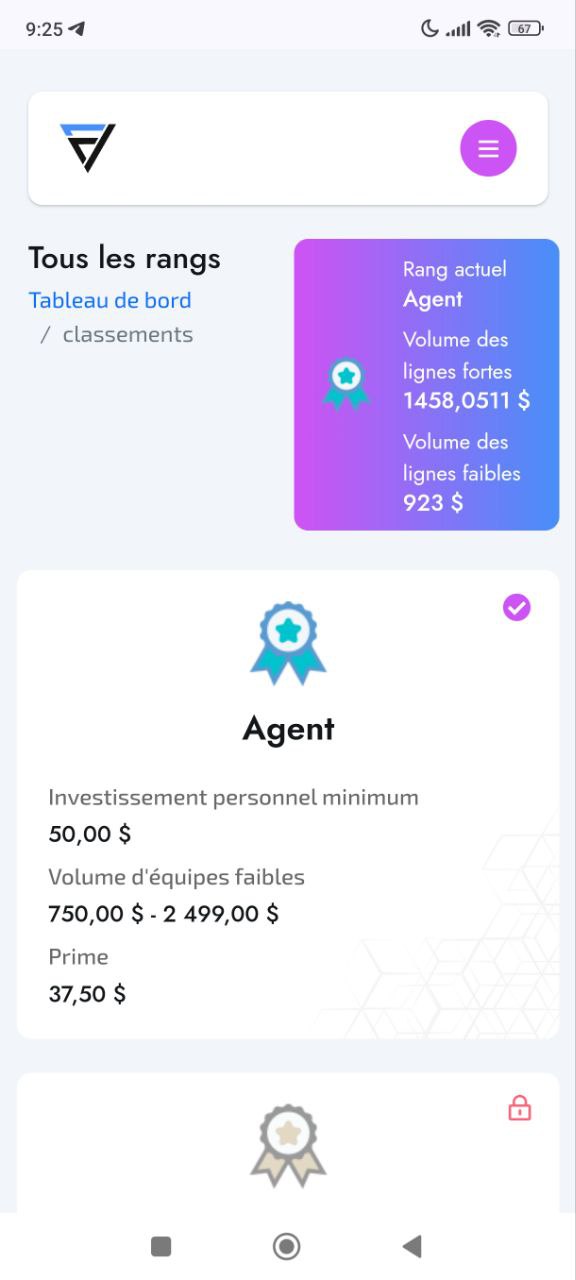 9:25
67
Tous les rangs
Tableau de bord
/ classements
Rang actuel
Agent
Volume des
lignes fortes
1458,0511 $
Volume des
lignes faibles
923 $
Agent
Investissement personnel minimum
50,00 $
Volume d'équipes faibles
750,00 $ - 2 499,00 $
Prime
37,50 $